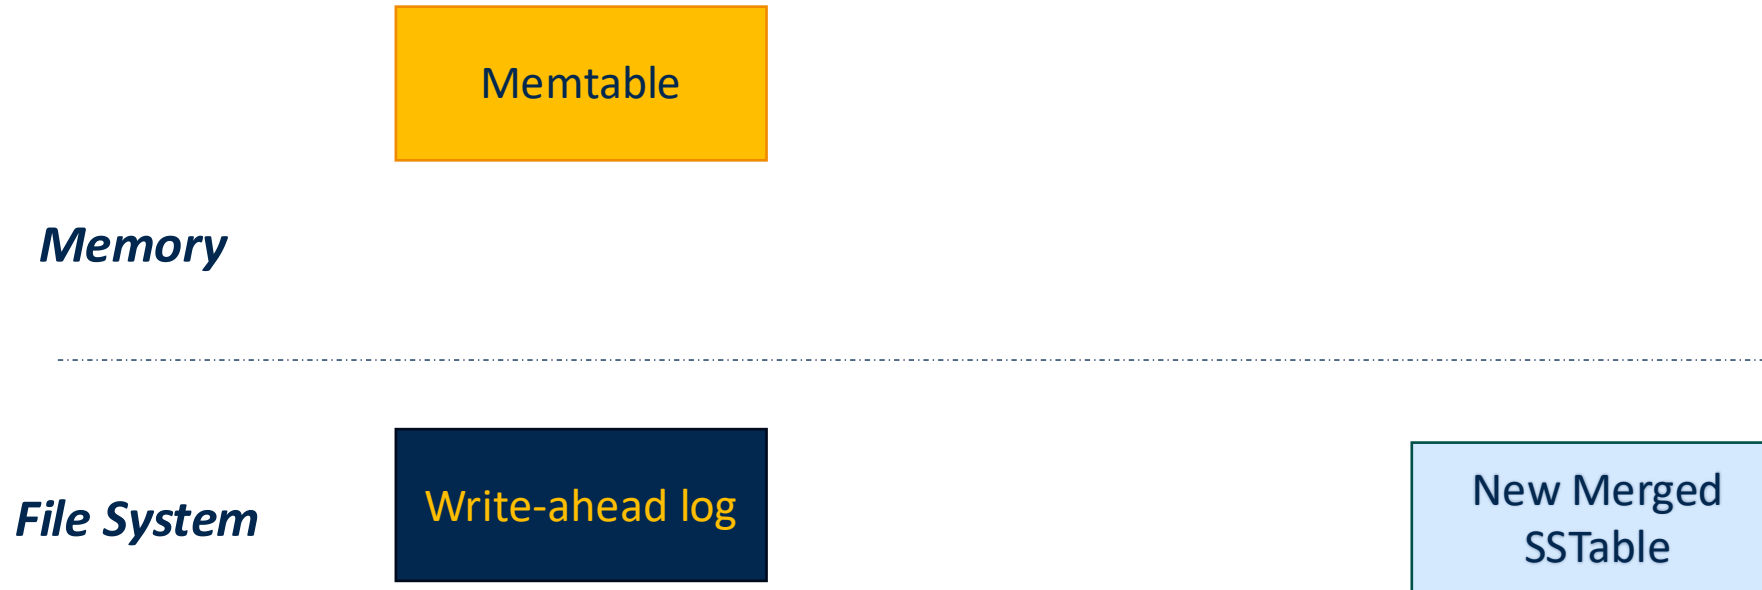 Memtable
Memory
Write-ahead log
File System
New Merged
SSTable